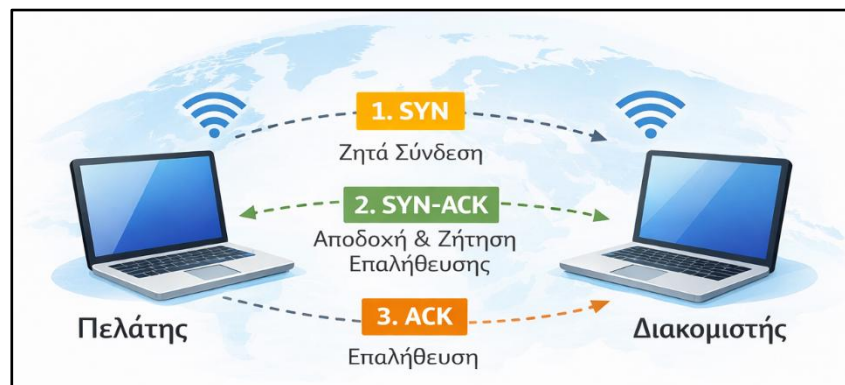 1. SYN
Ζητά Σύνδεση
2. SYN-ACK
Αποδοχή & Ζήτηση
Επαλήθευσης
3. ACK
Επαλήθευση
Πελάτης
Διακομιστής